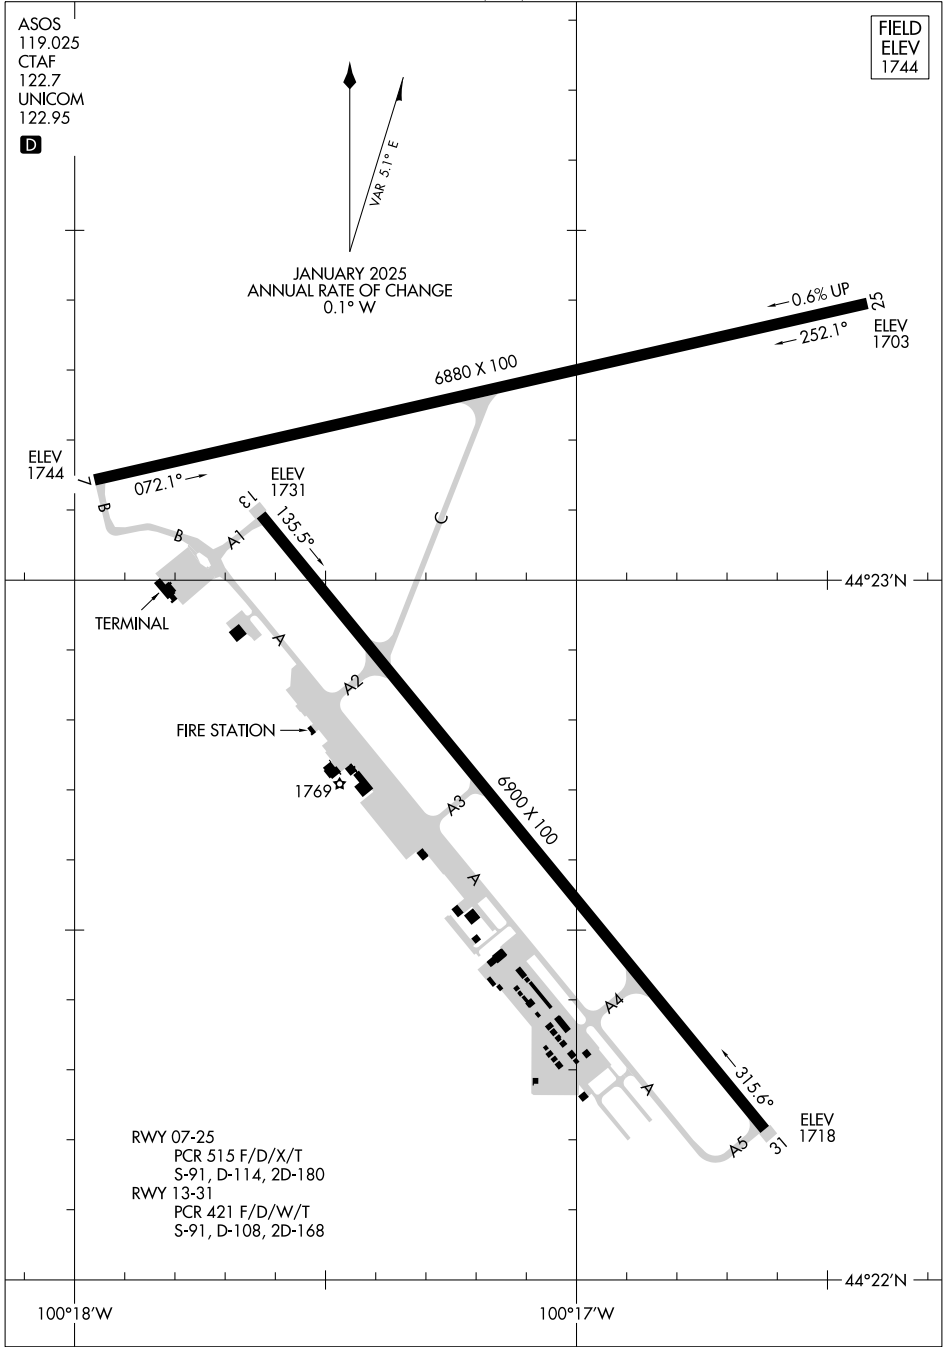 ASOS
119.025
CTAF
122.7
UNICOM
122.95
D
FIELD
ELEV
1744
VAR 5.1° E
JANUARY 2025
ANNUAL RATE OF CHANGE
0.1° W
0.6% UP
25
252.1°
ELEV
1703
6880 X 100
ELEV
1744
7
072.1°
ELEV
1731
13
135.5°
B
B
A1
C
44°23'N
TERMINAL
A
A2
FIRE STATION
1769
A3
6900 X 100
A
A4
A
315.6°
ELEV
1718
31
A5
RWY 07-25
PCR 515 F/D/X/T
S-91, D-114, 2D-180
RWY 13-31
PCR 421 F/D/W/T
S-91, D-108, 2D-168
44°22'N
100°18'W
100°17'W